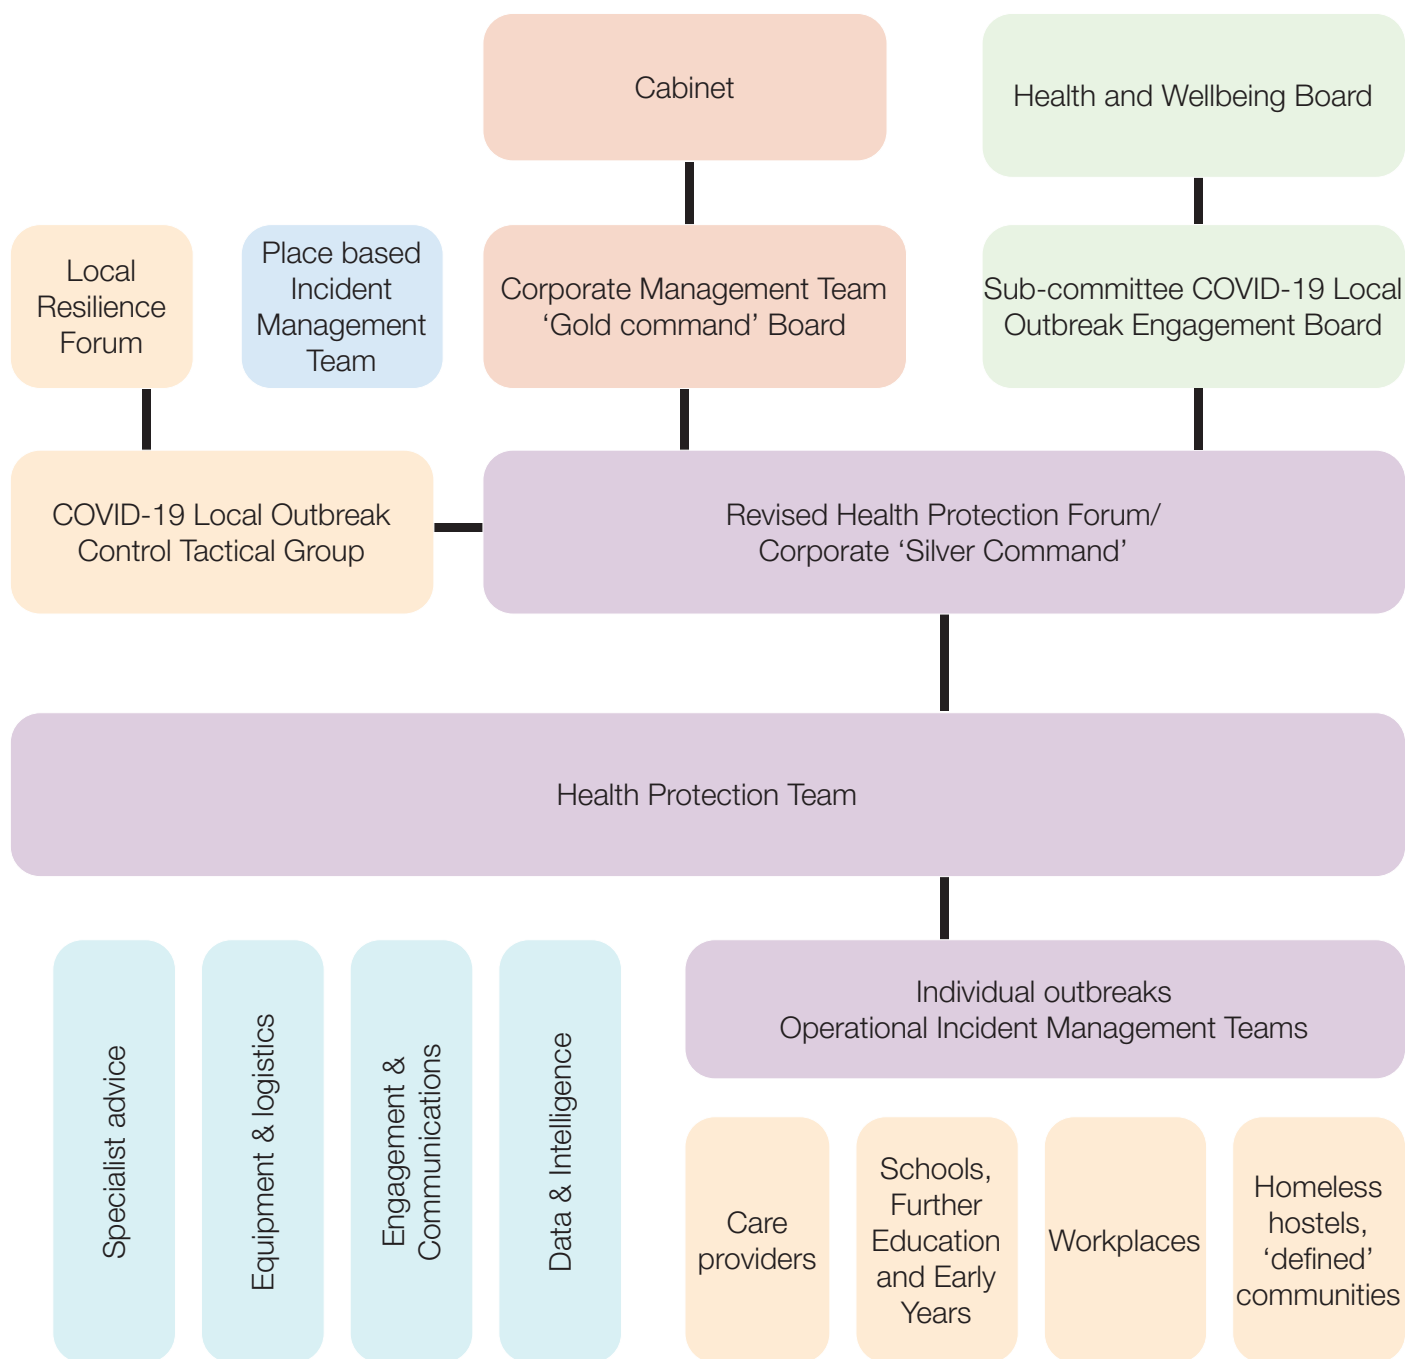 Cabinet
Health and Wellbeing Board
Local
Resilience
Forum
Place based
Incident
Management
Team
Corporate Management Team
‘Gold command’ Board
Sub-committee COVID-19 Local
Outbreak Engagement Board
COVID-19 Local Outbreak
Control Tactical Group
Revised Health Protection Forum/
Corporate ‘Silver Command’
Health Protection Team
Specialist advice
Equipment & logistics
Engagement &
Communications
Data & Intelligence
Individual outbreaks
Operational Incident Management Teams
Care
providers
Schools,
Further
Education
and Early
Years
Workplaces
Homeless
hostels,
‘defined’
communities